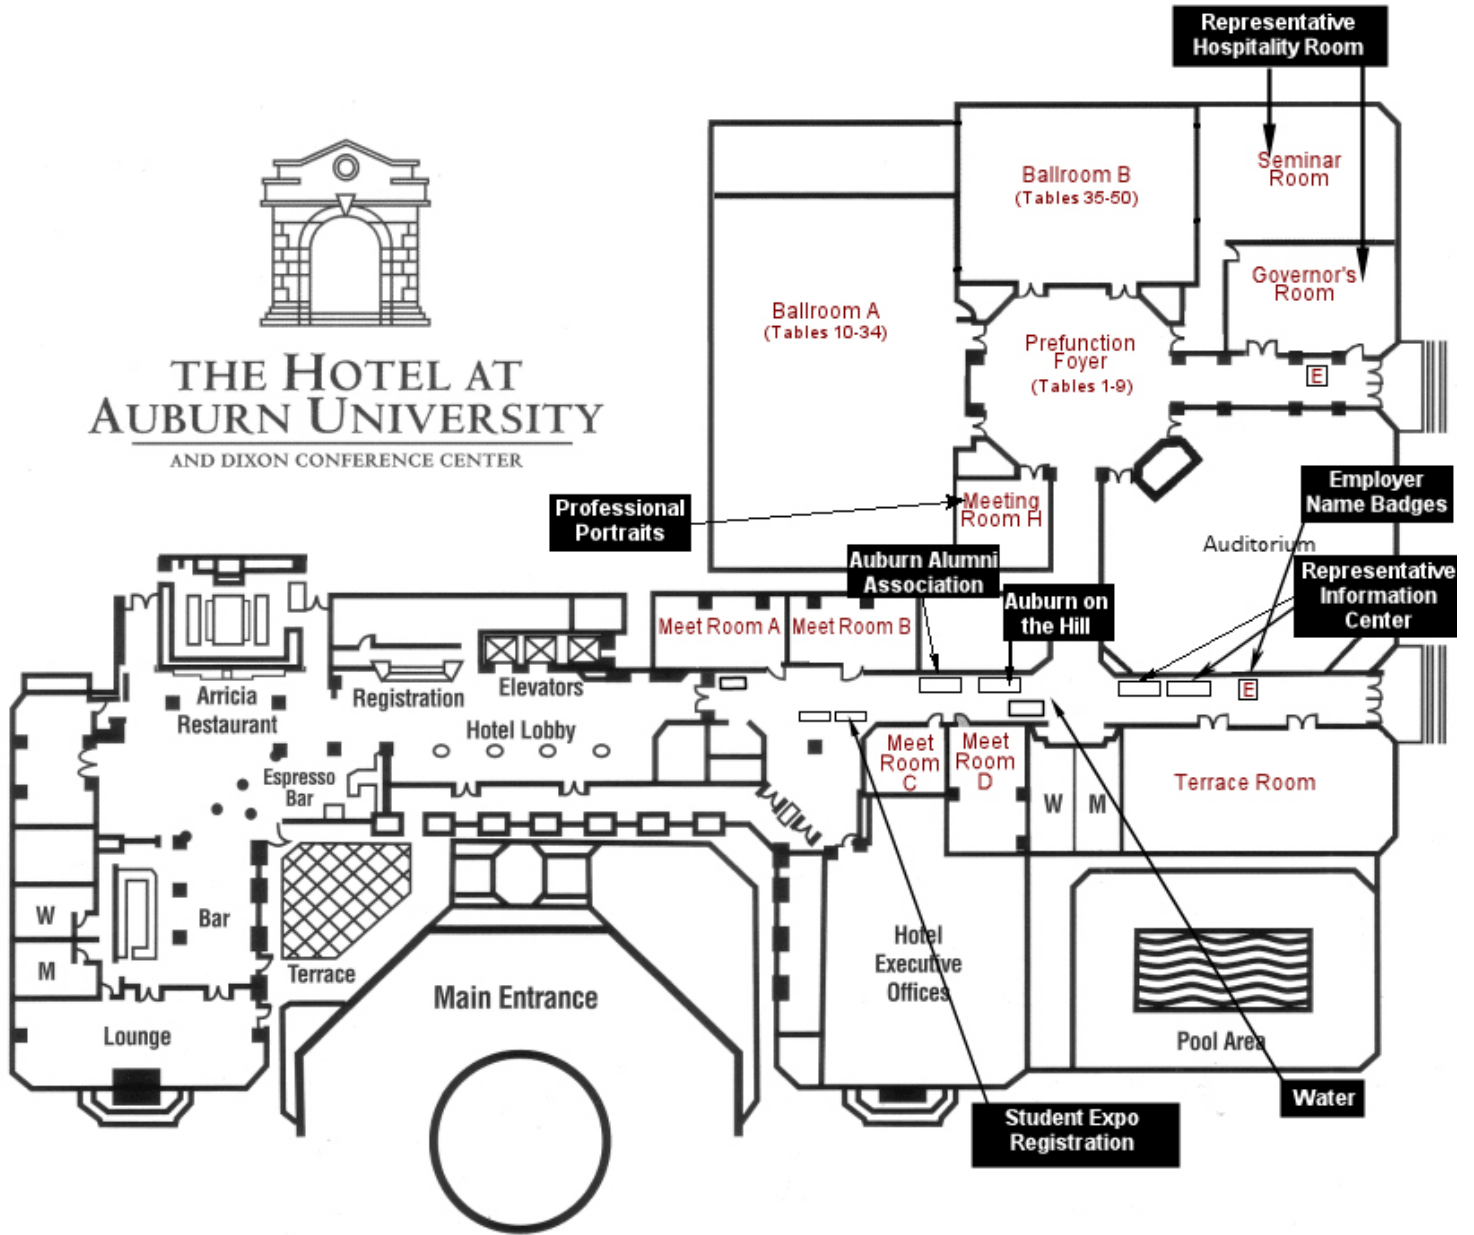 Representative
Hospitality Room
Seminar
Room
Ballroom B
(Tables 35-50)
Governor's
Room
Ballroom A
(Tables 10-34)
Prefunction
Foyer
(Tables 1-9)
E
THE HOTEL AT
AUBURN UNIVERSITY
AND DIXON CONFERENCE CENTER
Employer
Name Badges
Professional
Portraits
Meeting
Room H
Auditorium
Auburn Alumni
Association
Representative
Information
Center
Auburn on
the Hill
Meet Room A
Meet Room B
Arricia
Restaurant
Registration
Elevators
Hotel Lobby
E
Espresso
Bar
Meet
Room
C
Meet
Room
D
W
M
Terrace Room
W
M
Bar
Terrace
Lounge
Main Entrance
Hotel
Executive
Offices
Pool Area
Water
Student Expo
Registration